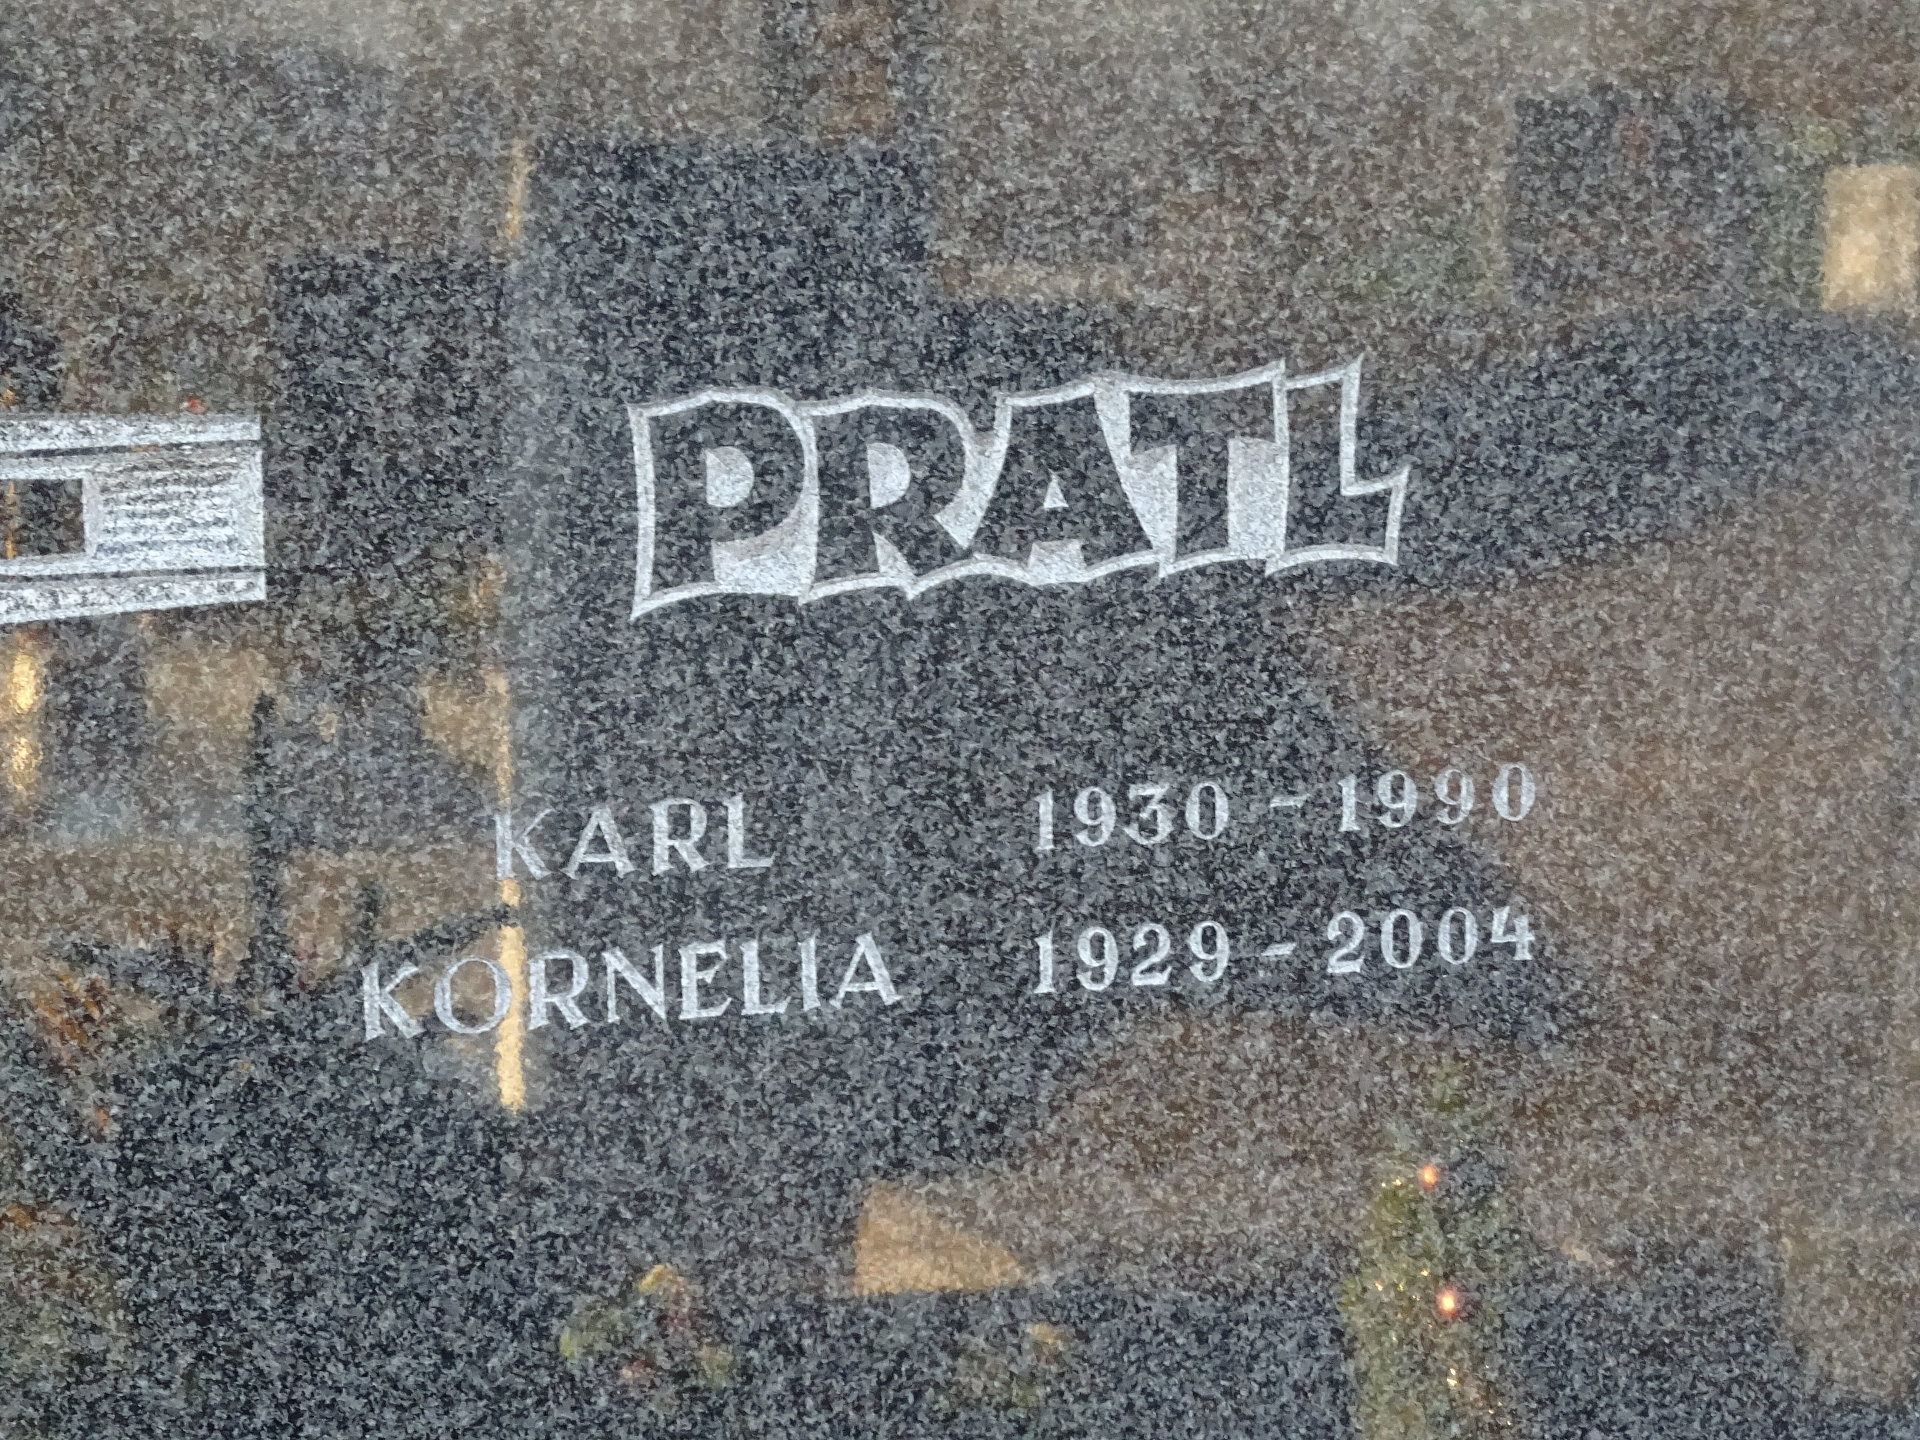 PRATL
KARL 1930 - 1990
KORNELIA 1929 - 2004